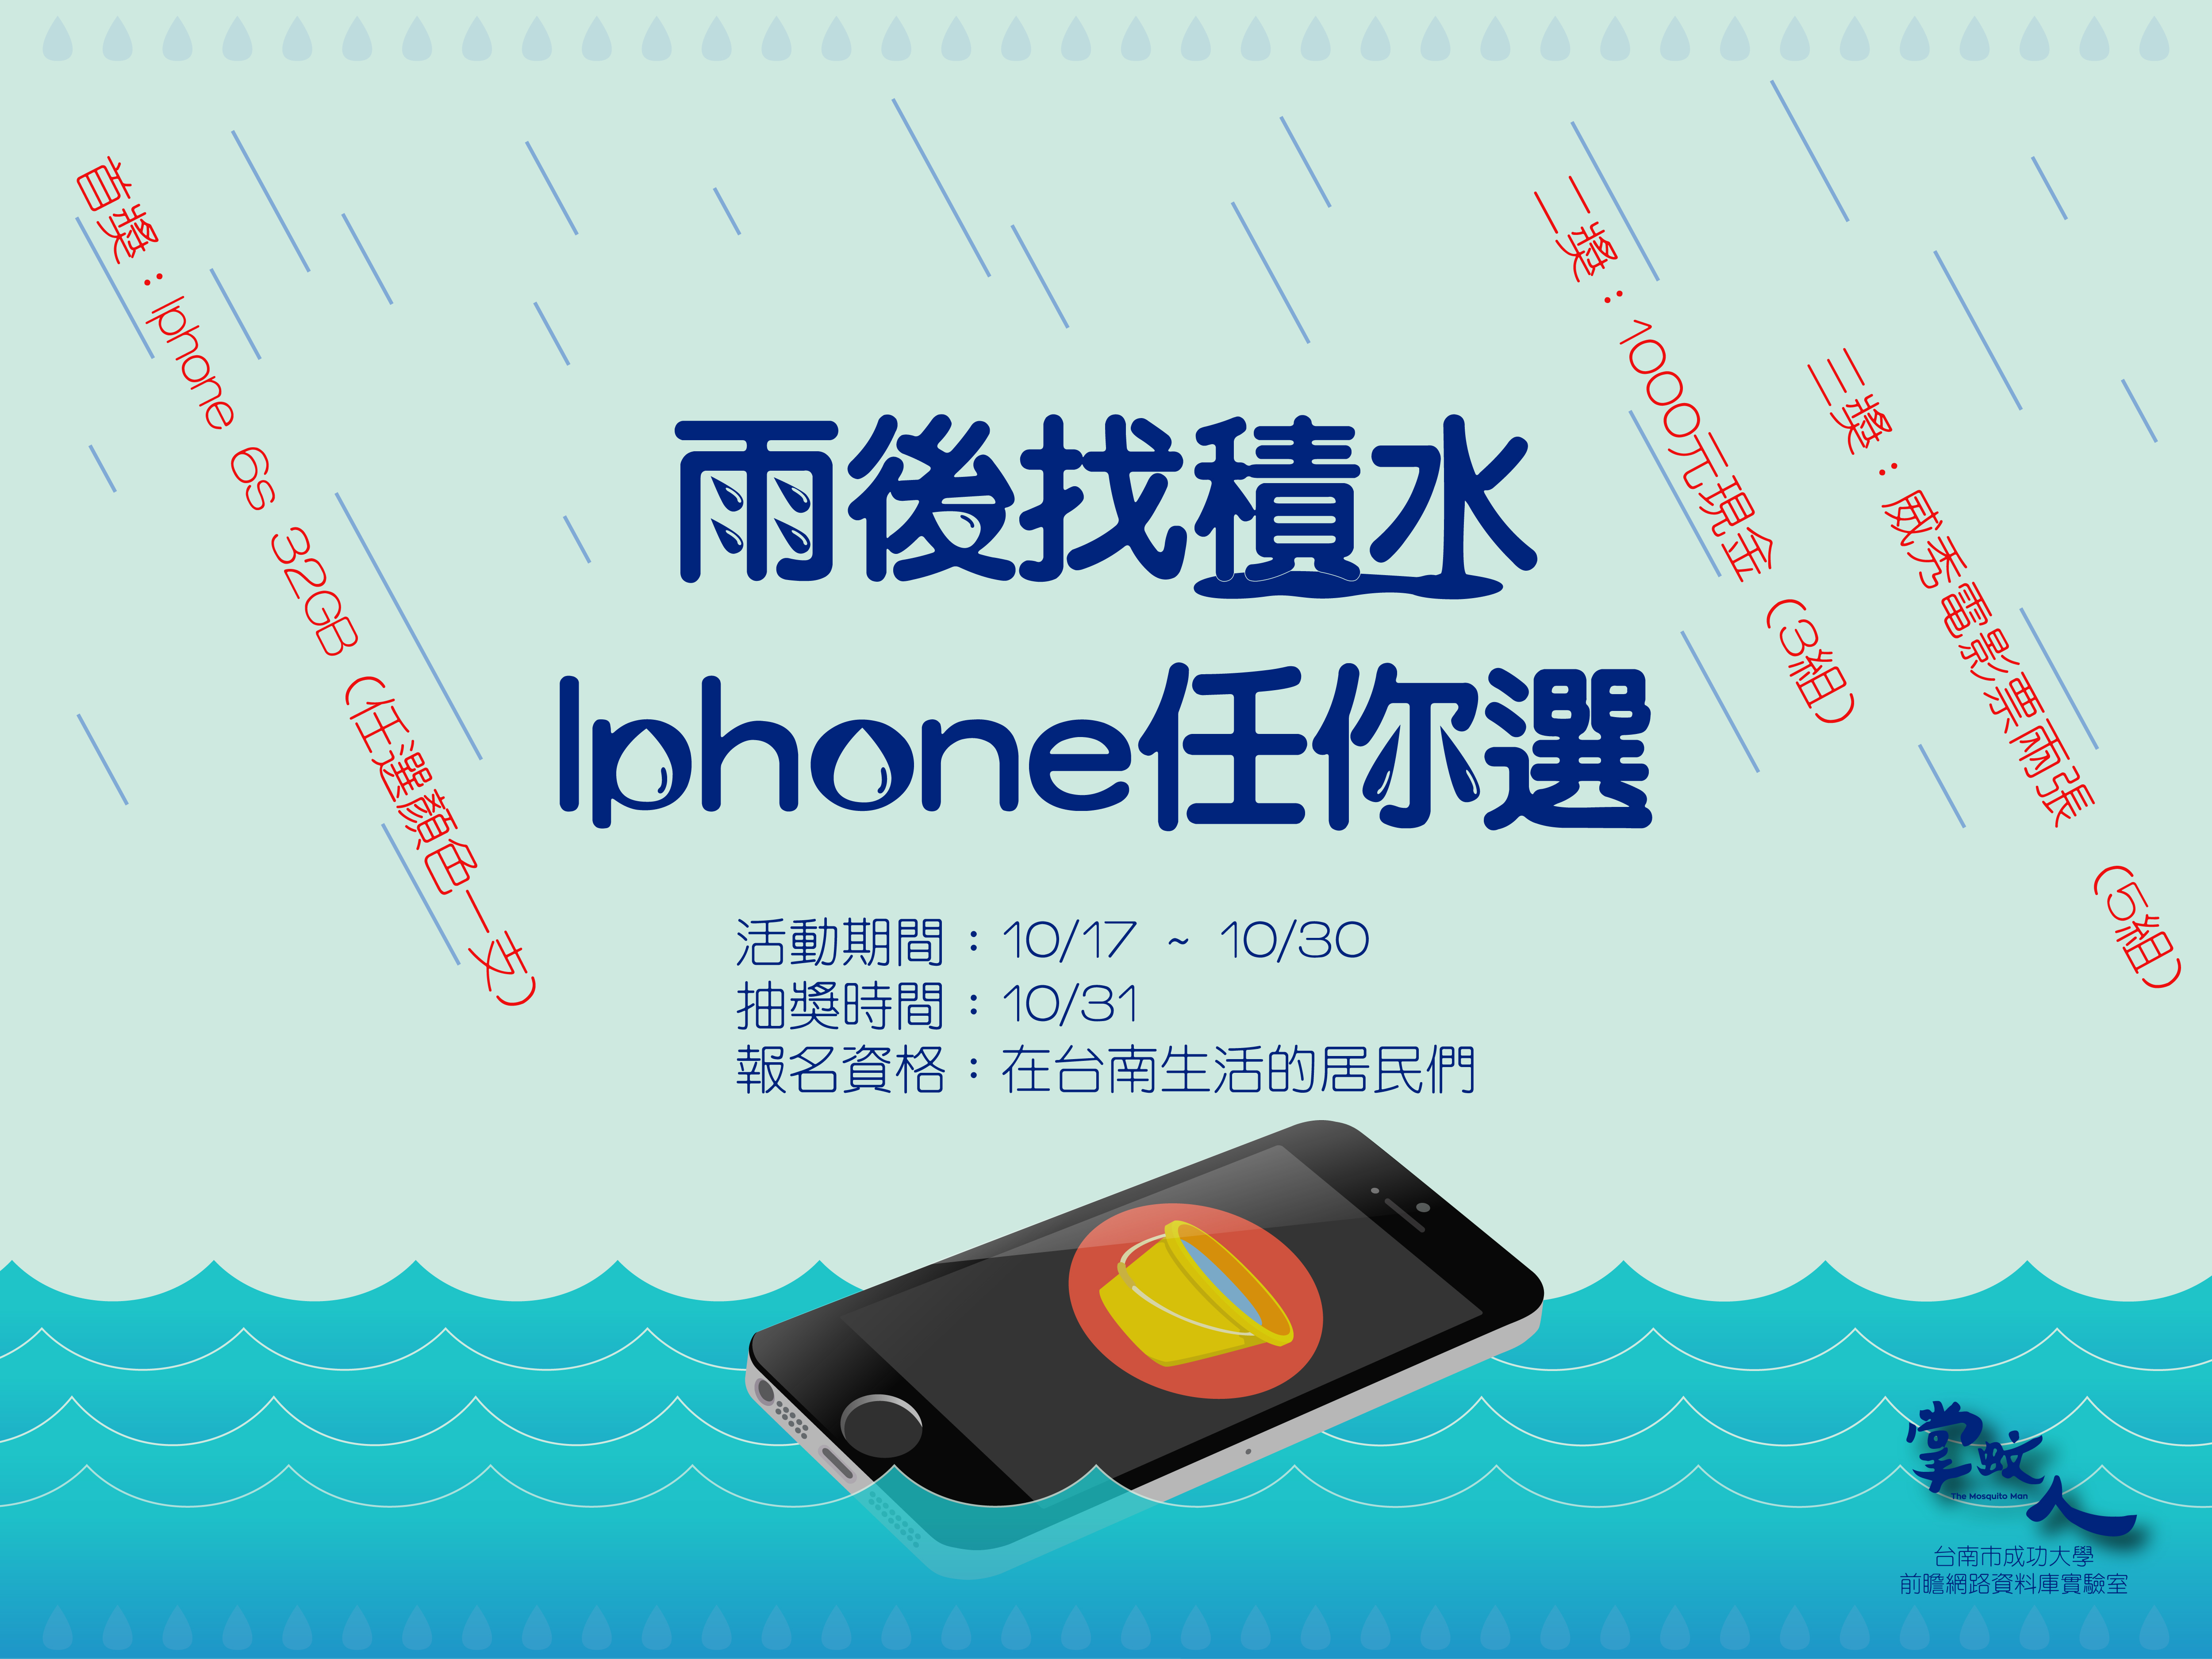 首獎：Iphone 6s 32GB（任選顏色一支）
二獎：1000元現金（3組）
三獎：威秀電影票兩張（5組）
雨後找積水
Iphone任你選
活動期間：10/17 ~ 10/30
抽獎時間：10/31
報名資格：在台南生活的居民們
掌蚊人
The Mosquito Man
台南市成功大學
前瞻網路資料庫實驗室